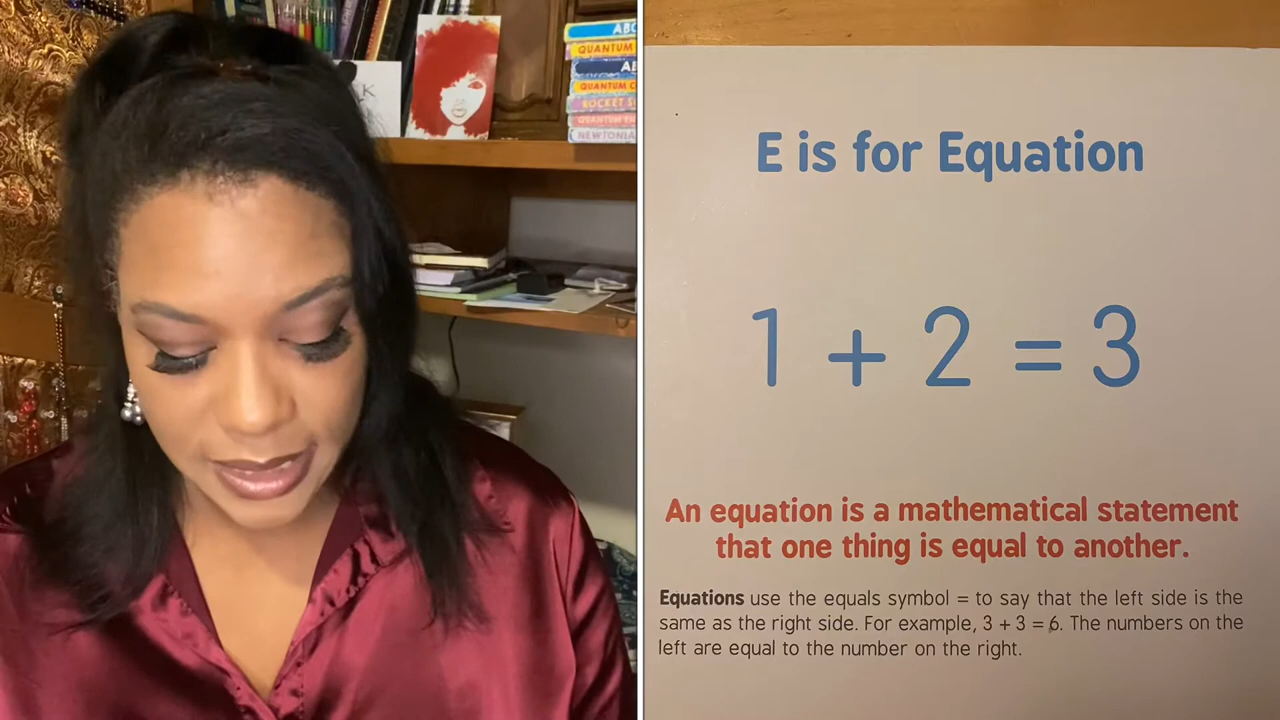 ABC
QUANTUM
QUANTUM
ROCKET
QUANTUM
NEWTONIA
E is for Equation
1 + 2 = 3
An equation is a mathematical statement
that one thing is equal to another.
Equations use the equals symbol = to say that the left side is the
same as the right side. For example, 3 + 3 = 6. The numbers on the
left are equal to the number on the right.